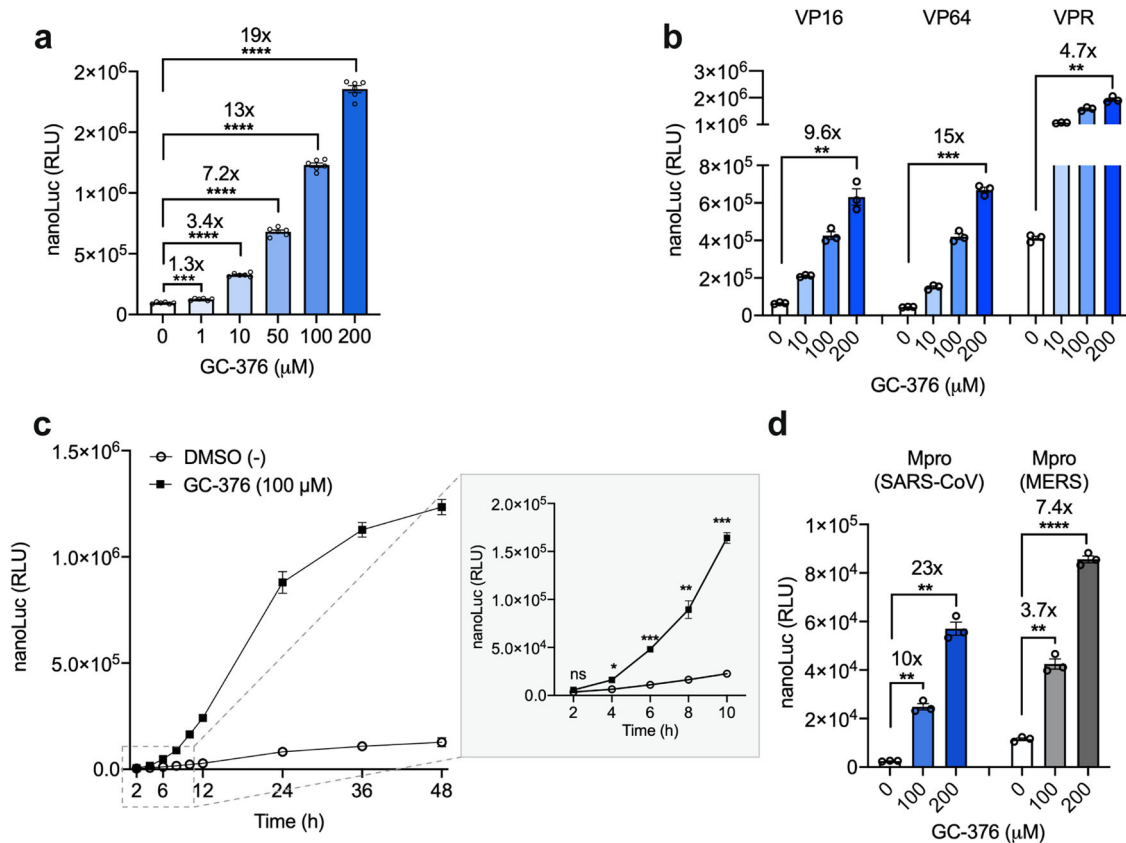 a
19x
****
13x
****
7.2x
****
3.4x
****
1.3x
***
nanoLuc (RLU)
2×10⁶
2×10⁶
1×10⁶
5×10⁵
0
0 1 10 50 100 200
GC-376 (μM)
b
VP16 VP64 VPR
9.6x
**
15x
***
4.7x
**
nanoLuc (RLU)
3×10⁶
2×10⁶
1×10⁶
8×10⁵
6×10⁵
4×10⁵
2×10⁵
0
0 10 100 200 0 10 100 200 0 10 100 200
GC-376 (μM)
c
DMSO (-)
GC-376 (100 μM)
nanoLuc (RLU)
1.5×10⁶
1.0×10⁶
5.0×10⁵
0.0
2 6 12 24 36 48
Time (h)
nanoLuc (RLU)
2.0×10⁵
1.5×10⁵
1.0×10⁵
5.0×10⁴
0.0
ns * *** ** ***
2 4 6 8 10
Time (h)
d
Mpro
(SARS-CoV)
Mpro
(MERS)
23x
**
10x
**
7.4x
****
3.7x
**
nanoLuc (RLU)
1×10⁵
8×10⁴
6×10⁴
4×10⁴
2×10⁴
0
0 100 200 0 100 200
GC-376 (μM)